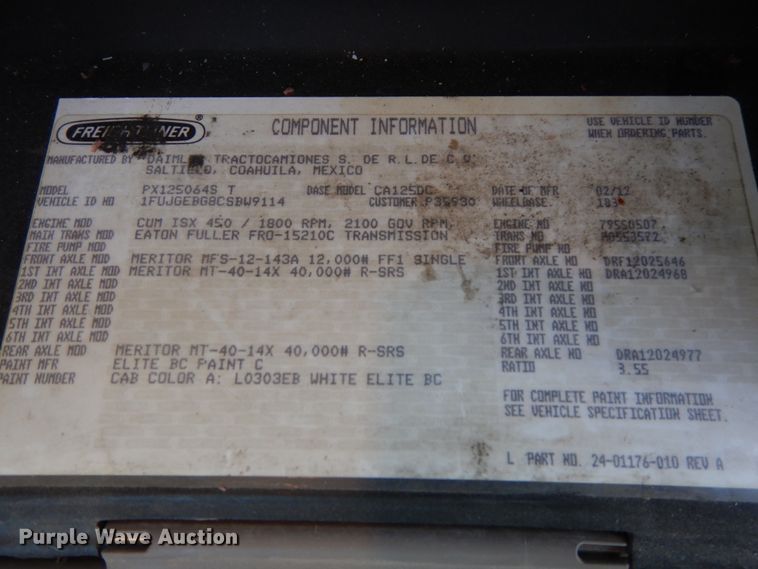 FREIGHTLINER®
COMPONENT INFORMATION
USE VEHICLE ID NUMBER
WHEN ORDERING PARTS.
MANUFACTURED BY DAIMLER TRACTOCAMIONES S. DE R.L.DE C.V.
SALTILLO, COAHUILA, MEXICO
MODEL PX125064S T BASE MODEL CA125DC DATE OF MFR 02/12
VEHICLE ID NO 1FUJGEBG8CSBW9114 CUSTOMER P35930 WHEELBASE. 183
ENGINE MOD CUM ISX 450 / 1800 RPM, 2100 GOV RPM, ENGINE NO 79550507
MAIN TRANS MOD EATON FULLER FRO-15210C TRANSMISSION TRANS NO
FIRE PUMP MOD FIRE PUMP NO
FRONT AXLE MOD MERITOR MFS-12-143A 12,000# FF1 SINGLE FRONT AXLE NO DRF12025646
1ST INT AXLE MOD MERITOR MT-40-14X 40,000# R-SRS 1ST INT AXLE NO DRA12024968
2ND INT AXLE MOD 2ND INT AXLE NO
3RD INT AXLE MOD 3RD INT AXLE NO
4TH INT AXLE MOD 4TH INT AXLE NO
5TH INT AXLE MOD 5TH INT AXLE NO
6TH INT AXLE MOD 6TH INT AXLE NO
REAR AXLE MOD MERITOR MT-40-14X 40,000# R-SRS REAR AXLE NO DRA12024977
PAINT MFR ELITE BC PAINT C RATIO 3.55
PAINT NUMBER CAB COLOR A: L0303EB WHITE ELITE BC
FOR COMPLETE PAINT INFORMATION
SEE VEHICLE SPECIFICATION SHEET.
L PART NO. 24-01176-010 REV A
Purple Wave Auction